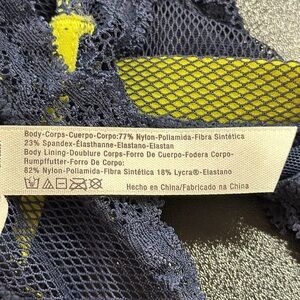 Body-Corps-Cuerpo-Corpo:77% Nylon-Poliamida-Fibra Sintética
23% Spandex-Élasthanne-Elastano-Elastan
Body Lining-Doublure Corps-Forro De Cuerpo-Fodera Corpo-
Rumpffutter-Forro De Corpo:
82% Nylon-Poliamida-Fibra Sintética 18% Lycra®-Elastano
Hecho en China/Fabricado na China